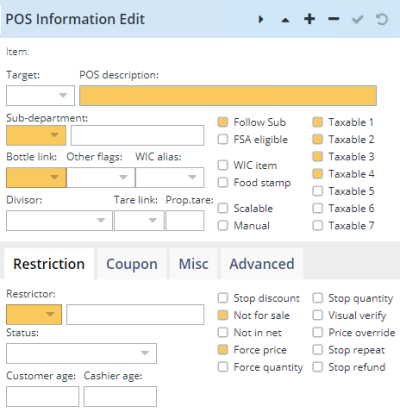 POS Information Edit
Item:
Target: POS description:
Sub-department:
Follow Sub Taxable 1
FSA eligible Taxable 2
Bottle link: Other flags: WIC alias:
WIC item Taxable 3
Food stamp Taxable 4
Taxable 5
Divisor: Tare link: Prop.tare:
Scalable Taxable 6
Manual Taxable 7
Restriction Coupon Misc Advanced
Restrictor:
Stop discount Stop quantity
Not for sale Visual verify
Status:
Not in net Price override
Force price Stop repeat
Force quantity Stop refund
Customer age: Cashier age: